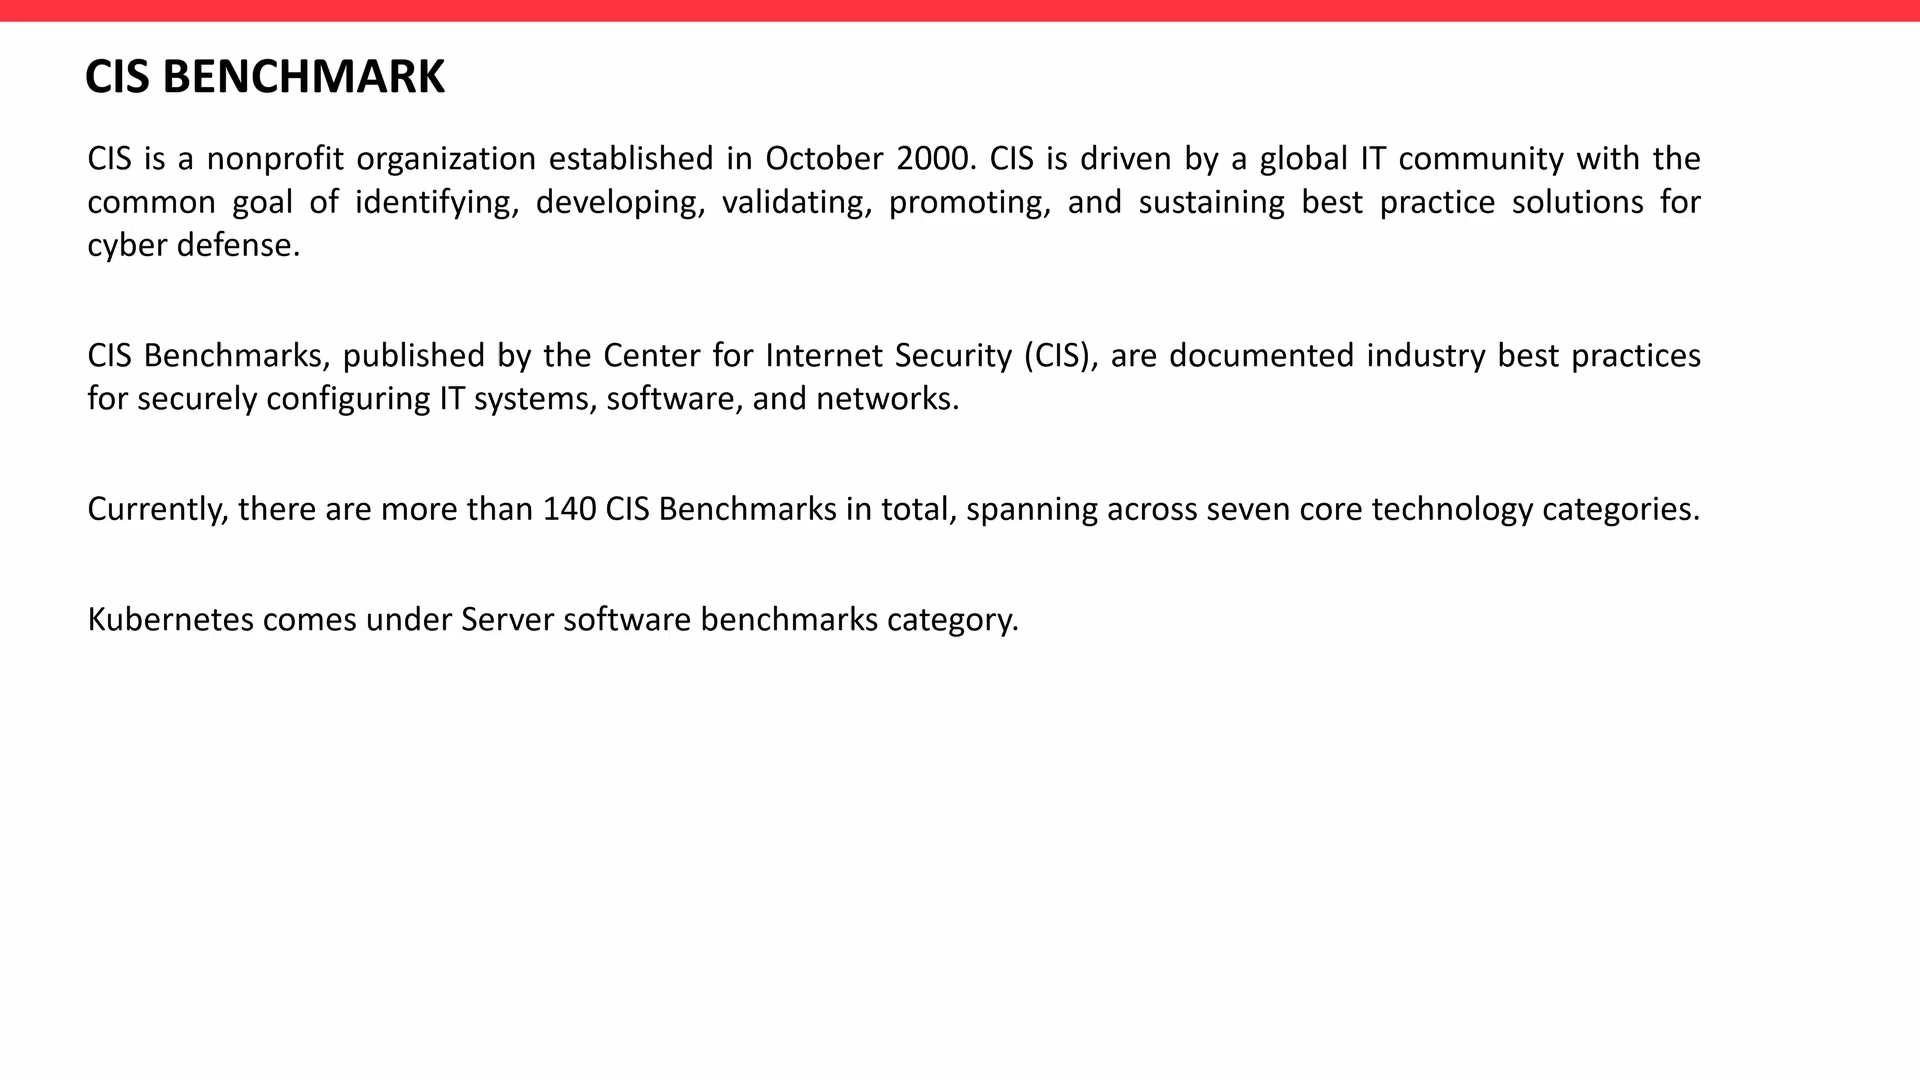 CIS BENCHMARK
CIS is a nonprofit organization established in October 2000. CIS is driven by a global IT community with the
common goal of identifying, developing, validating, promoting, and sustaining best practice solutions for
cyber defense.
CIS Benchmarks, published by the Center for Internet Security (CIS), are documented industry best practices
for securely configuring IT systems, software, and networks.
Currently, there are more than 140 CIS Benchmarks in total, spanning across seven core technology categories.
Kubernetes comes under Server software benchmarks category.